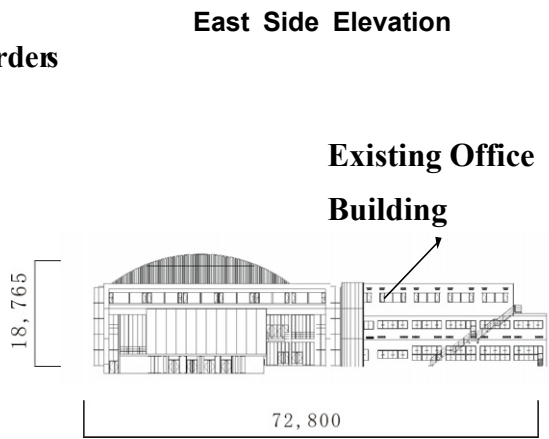 East Side Elevation
rders
Existing Office
Building
18,765
72,800